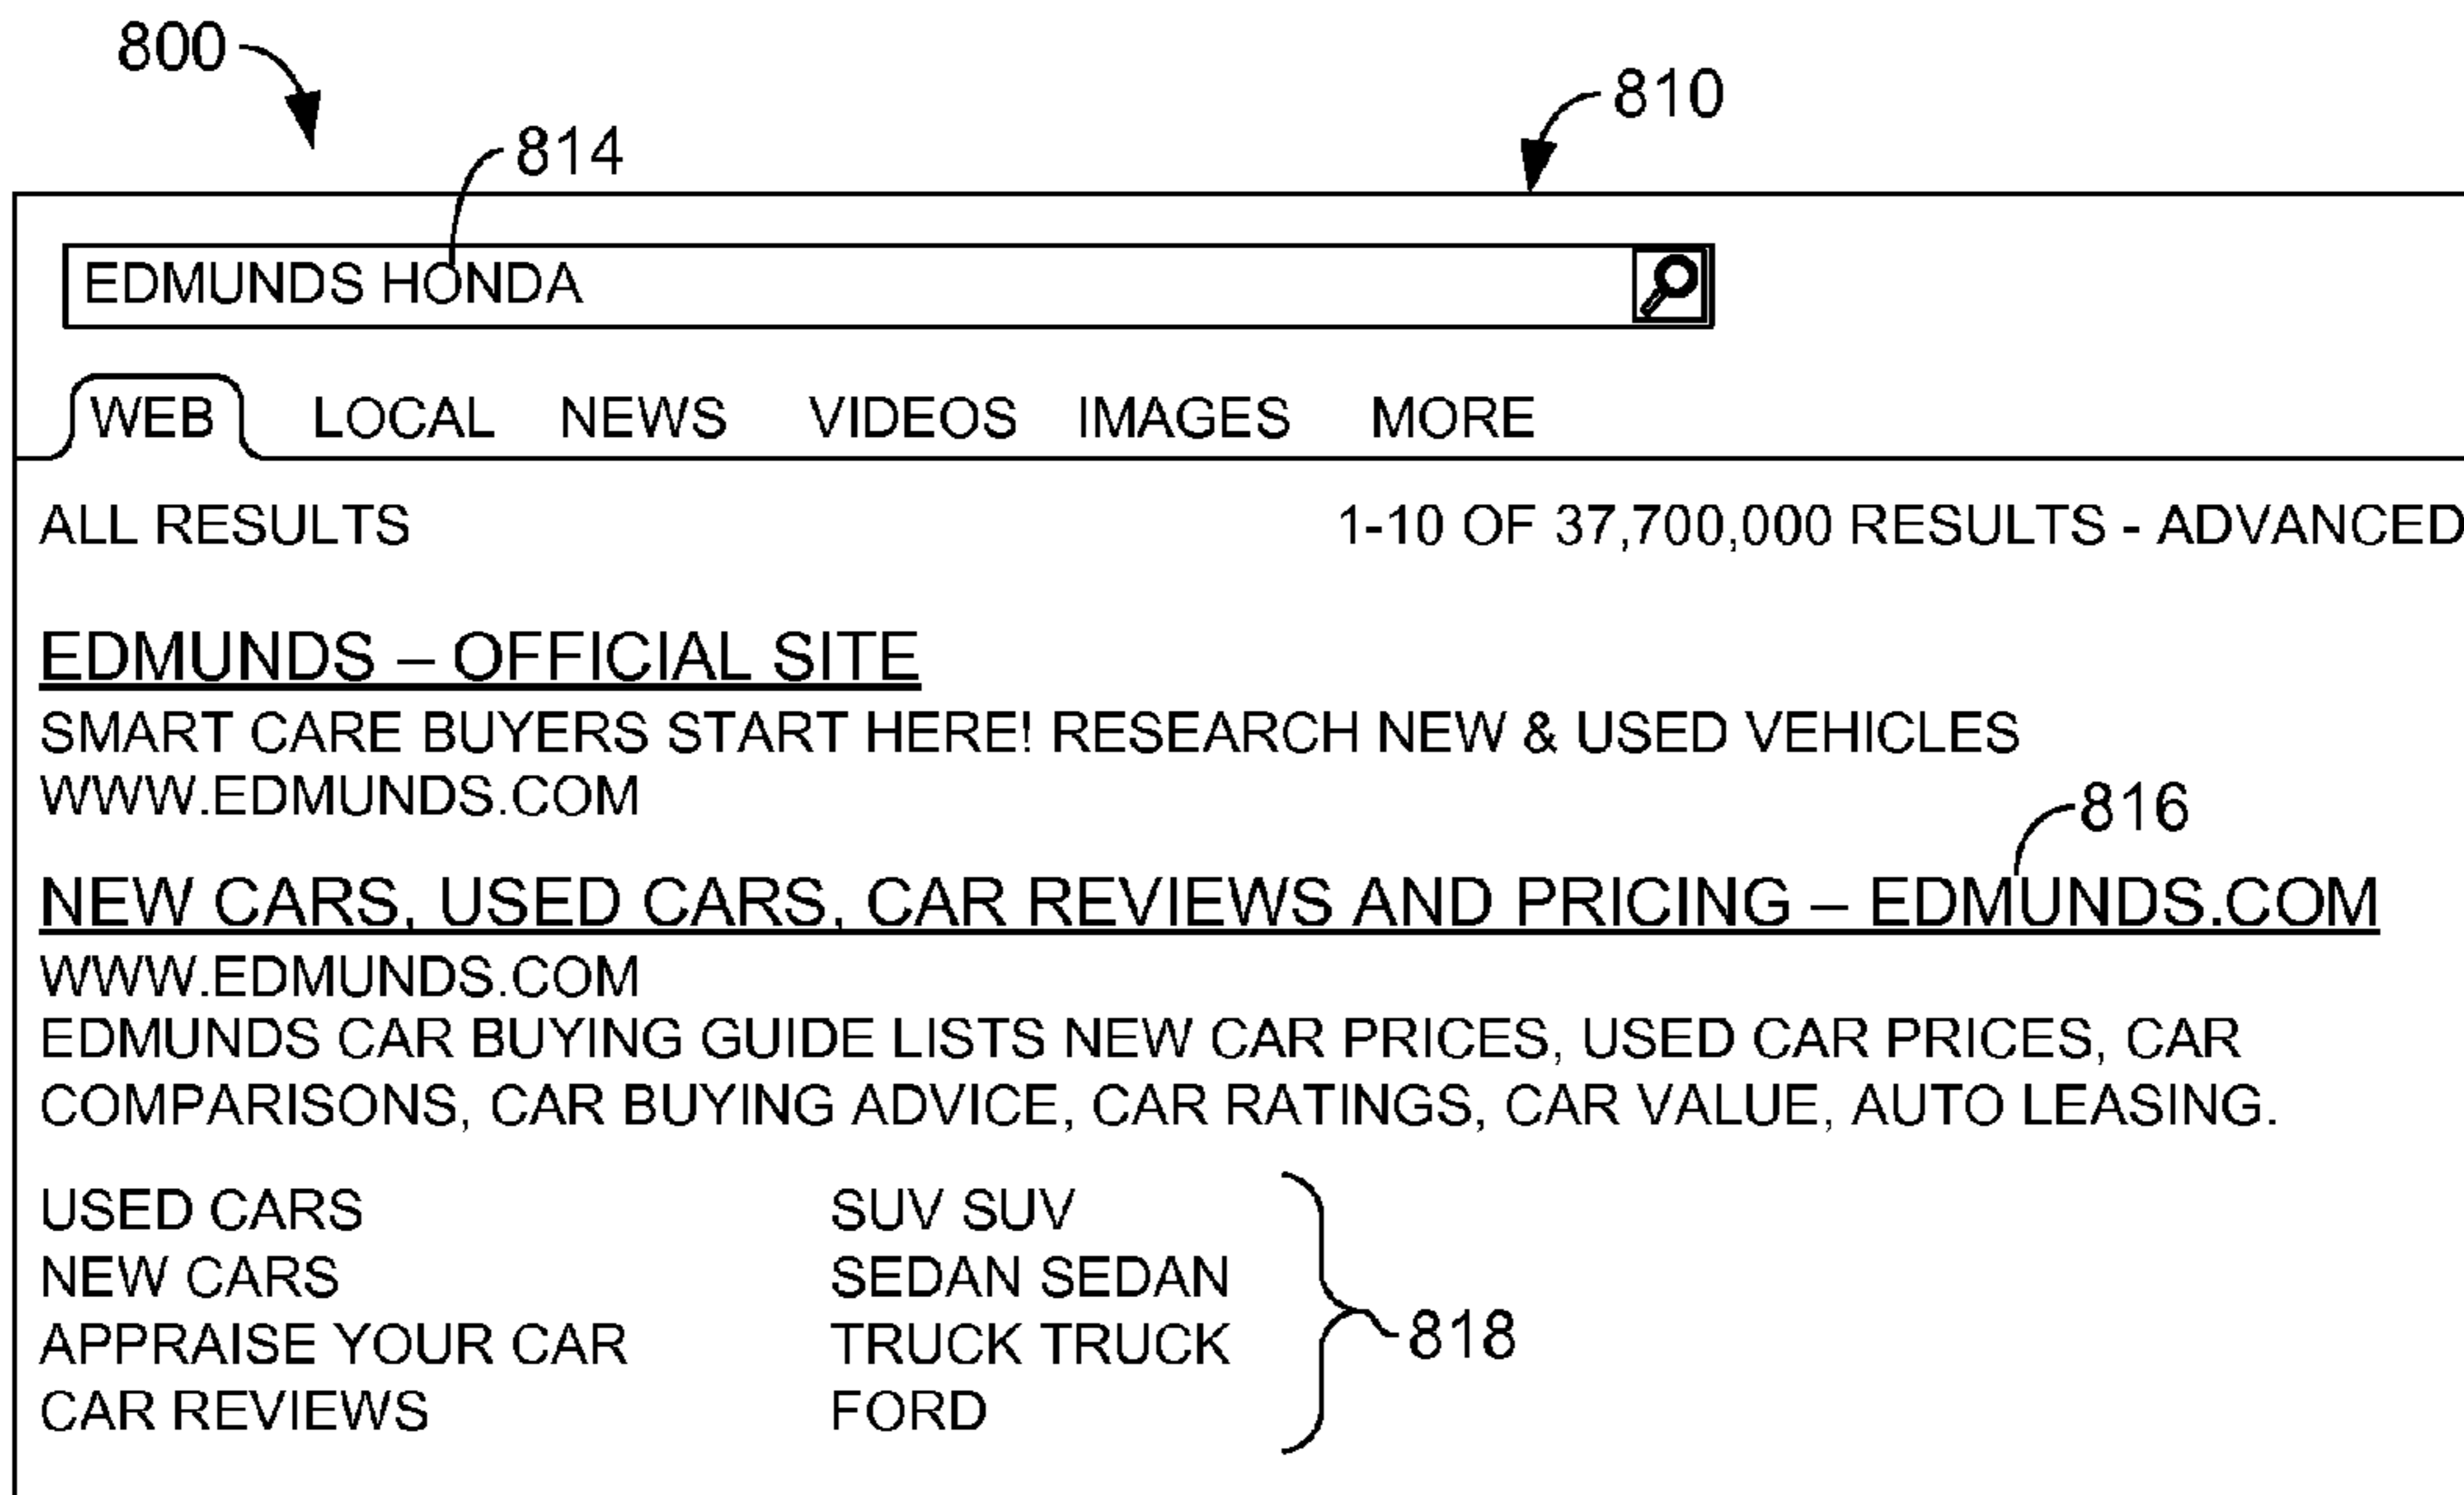 800
810
814
EDMUNDS HONDA
WEB LOCAL NEWS VIDEOS IMAGES MORE
ALL RESULTS 1-10 OF 37,700,000 RESULTS - ADVANCED
EDMUNDS – OFFICIAL SITE
SMART CARE BUYERS START HERE! RESEARCH NEW & USED VEHICLES
WWW.EDMUNDS.COM
816
NEW CARS, USED CARS, CAR REVIEWS AND PRICING – EDMUNDS.COM
WWW.EDMUNDS.COM
EDMUNDS CAR BUYING GUIDE LISTS NEW CAR PRICES, USED CAR PRICES, CAR
COMPARISONS, CAR BUYING ADVICE, CAR RATINGS, CAR VALUE, AUTO LEASING.
USED CARS SUV SUV
NEW CARS SEDAN SEDAN
APPRAISE YOUR CAR TRUCK TRUCK 818
CAR REVIEWS FORD